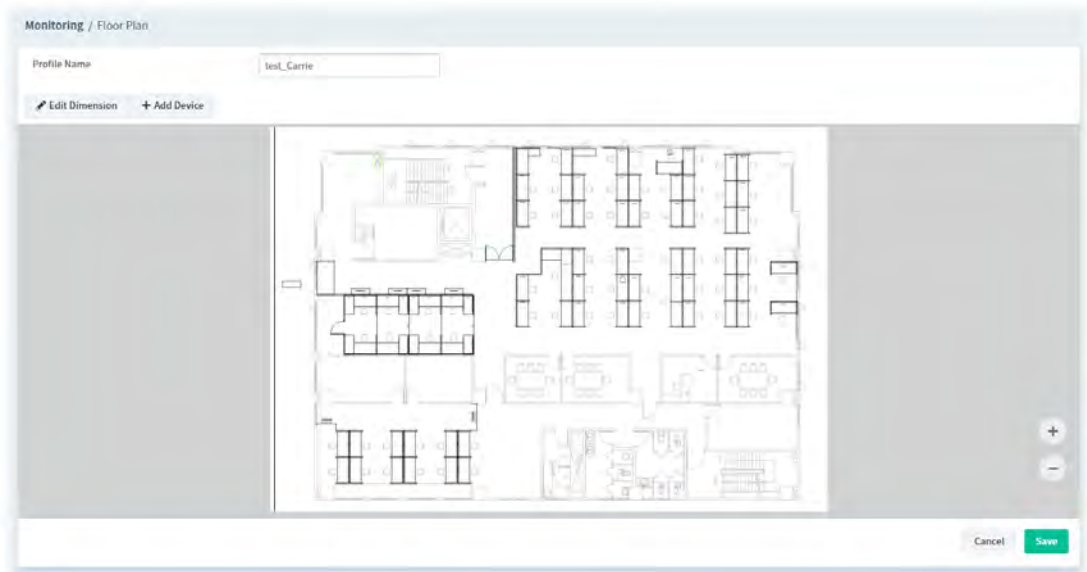 Monitoring / Floor Plan
Profile Name
test_Carrie
Edit Dimension
+ Add Device
+
−
Cancel
Save